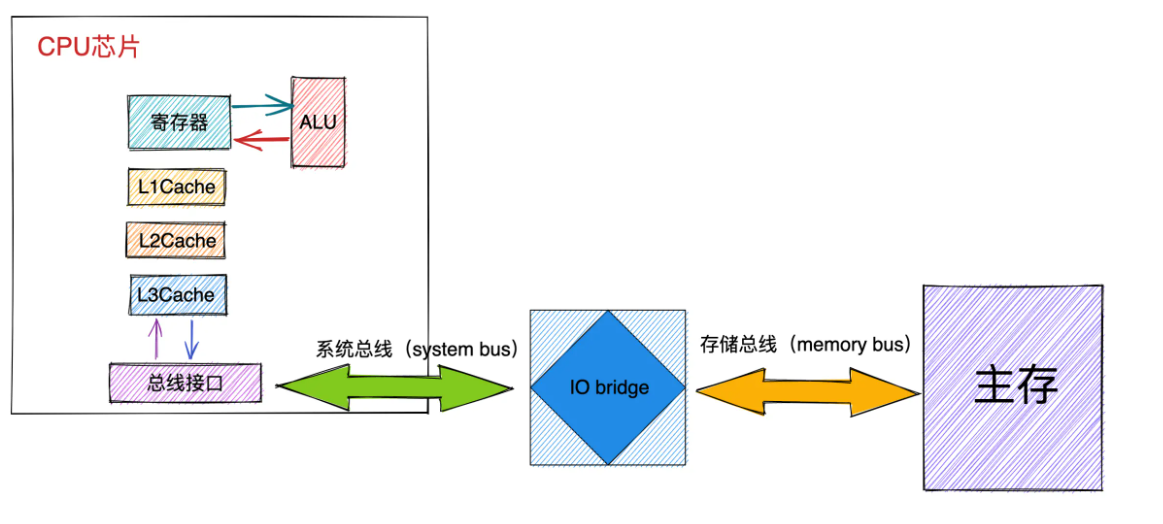 CPU芯片
寄存器
ALU
L1Cache
L2Cache
L3Cache
总线接口
系统总线（system bus）
IO bridge
存储总线（memory bus）
主存